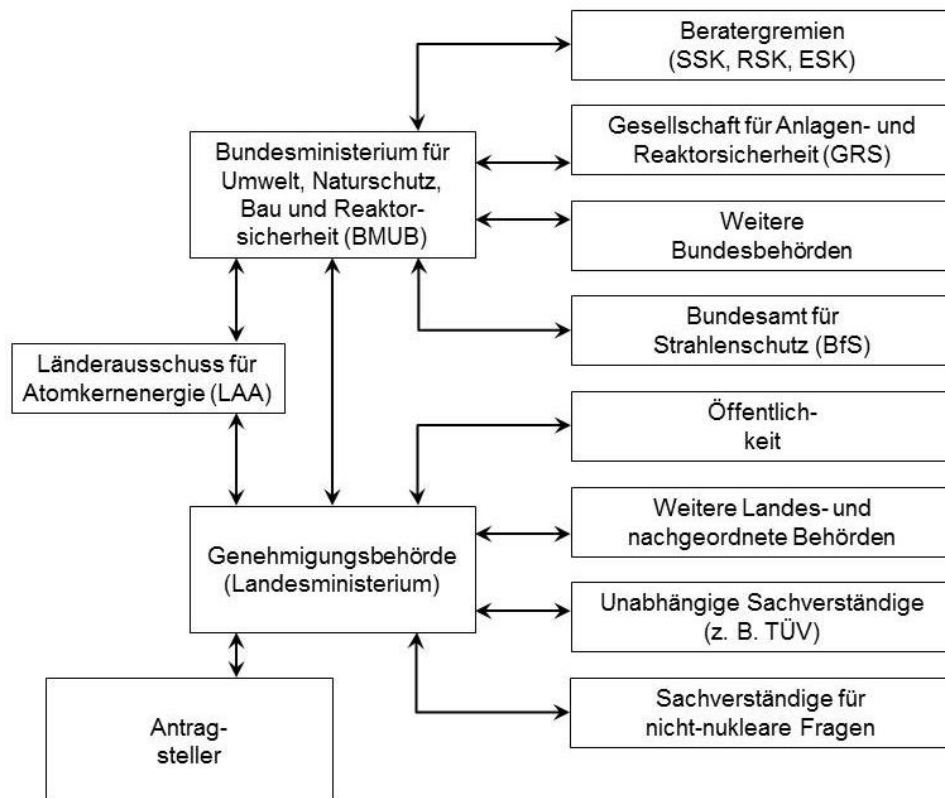 Beratergremien
(SSK, RSK, ESK)
Gesellschaft für Anlagen- und
Reaktorsicherheit (GRS)
Bundesministerium für
Umwelt, Naturschutz,
Bau und Reaktor-
sicherheit (BMUB)
Weitere
Bundesbehörden
Bundesamt für
Strahlenschutz (BfS)
Länderausschuss für
Atomkernenergie (LAA)
Öffentlich-
keit
Weitere Landes- und
nachgeordnete Behörden
Genehmigungsbehörde
(Landesministerium)
Unabhängige Sachverständige
(z. B. TÜV)
Sachverständige für
nicht-nukleare Fragen
Antrag-
steller